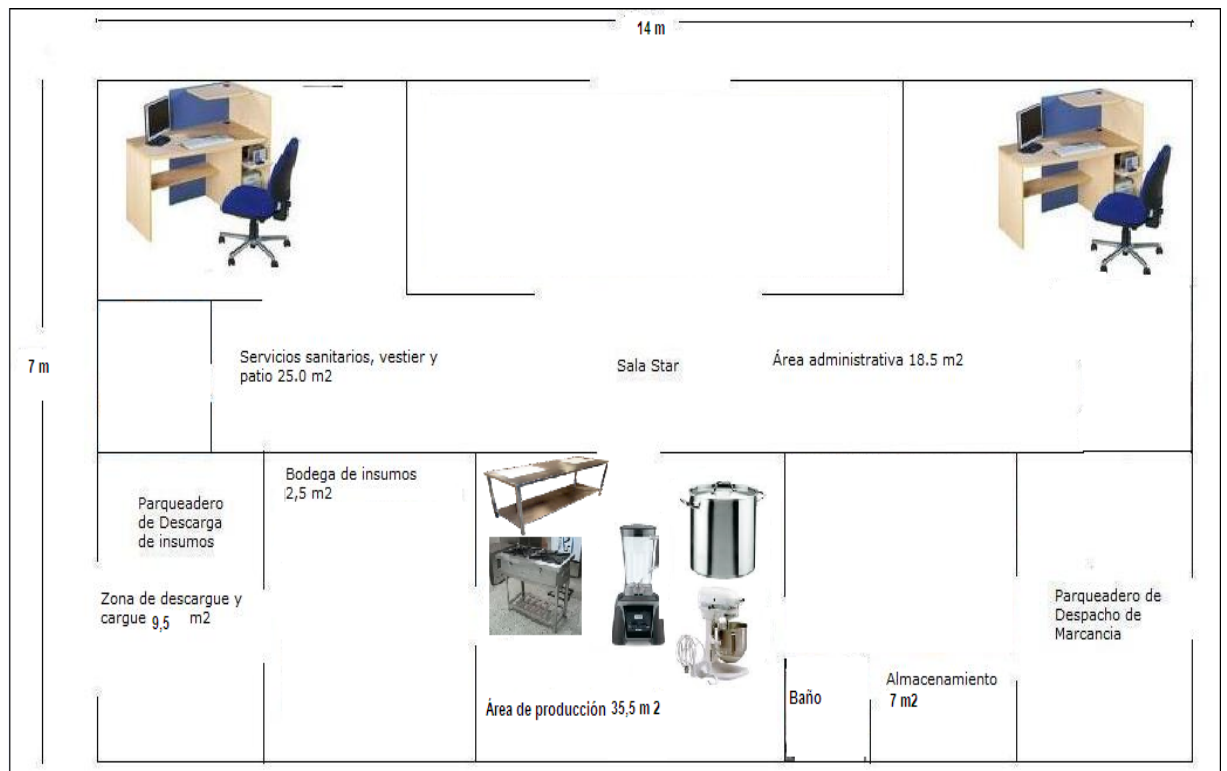 14 m
7 m
Servicios sanitarios, vestier y
patio 25.0 m2
Sala Star
Área administrativa 18.5 m2
Parqueadero
de Descarga
de insumos
Bodega de insumos
2,5 m2
Zona de descargue y
cargue 9,5 m2
Área de producción 35,5 m 2
Baño
Almacenamiento
7 m2
Parqueadero de
Despacho de
Marcancia